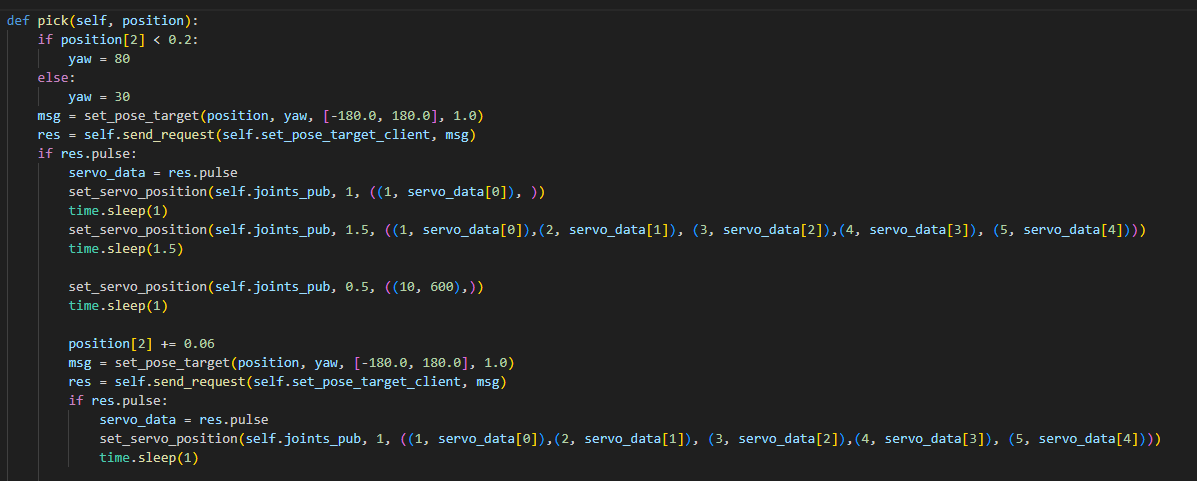 def pick(self, position):
    if position[2] < 0.2:
        yaw = 80
    else:
        yaw = 30
    msg = set_pose_target(position, yaw, [-180.0, 180.0], 1.0)
    res = self.send_request(self.set_pose_target_client, msg)
    if res.pulse:
        servo_data = res.pulse
        set_servo_position(self.joints_pub, 1, ((1, servo_data[0]), ))
        time.sleep(1)
        set_servo_position(self.joints_pub, 1.5, ((1, servo_data[0]),(2, servo_data[1]), (3, servo_data[2]),(4, servo_data[3]), (5, servo_data[4])))
        time.sleep(1.5)

        set_servo_position(self.joints_pub, 0.5, ((10, 600),))
        time.sleep(1)

        position[2] += 0.06
        msg = set_pose_target(position, yaw, [-180.0, 180.0], 1.0)
        res = self.send_request(self.set_pose_target_client, msg)
        if res.pulse:
            servo_data = res.pulse
            set_servo_position(self.joints_pub, 1, ((1, servo_data[0]),(2, servo_data[1]), (3, servo_data[2]),(4, servo_data[3]), (5, servo_data[4])))
            time.sleep(1)